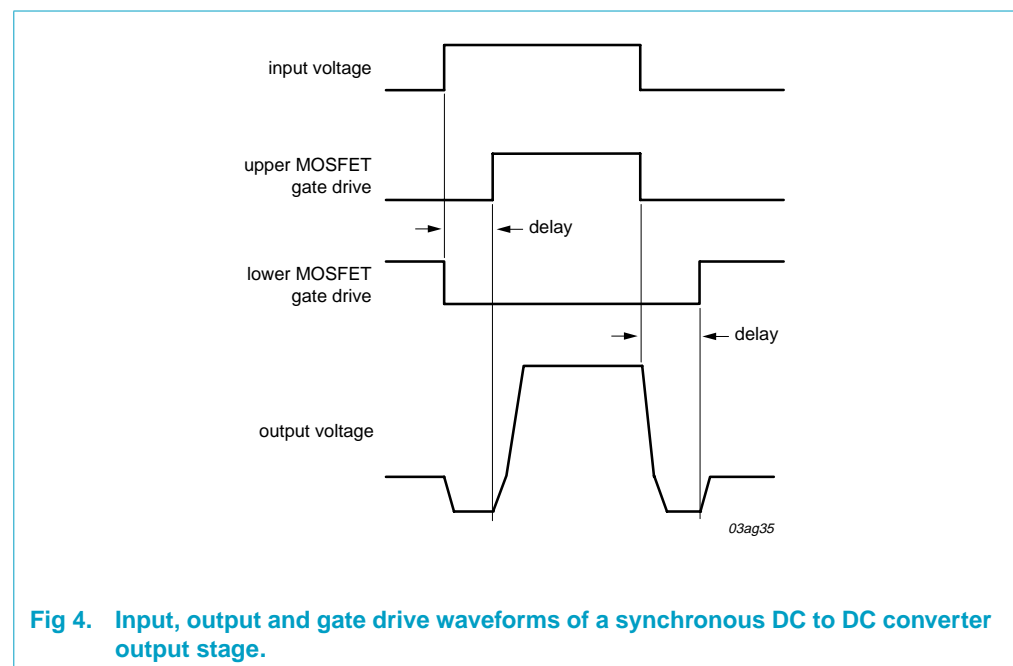 input voltage
upper MOSFET
gate drive
delay
lower MOSFET
gate drive
delay
output voltage
03ag35
Fig 4. Input, output and gate drive waveforms of a synchronous DC to DC converter
output stage.